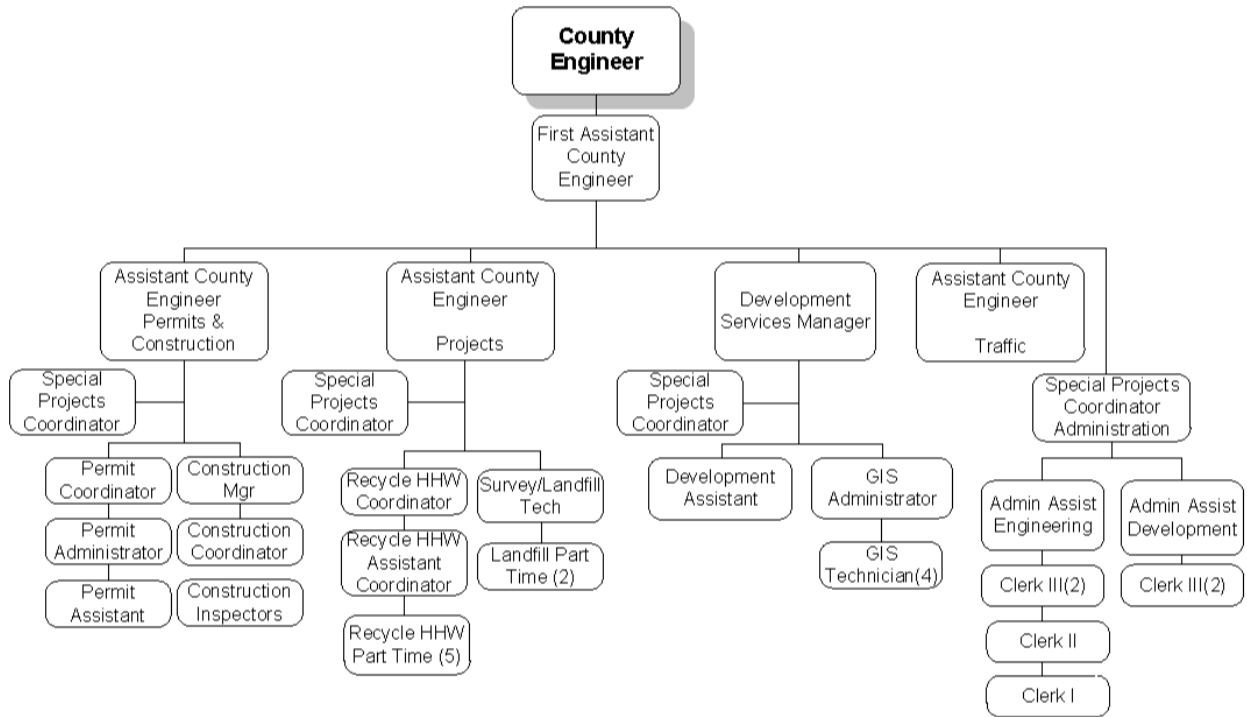 County
Engineer
First Assistant
County
Engineer
Assistant County
Engineer
Permits &
Construction
Assistant County
Engineer
Projects
Development
Services Manager
Assistant County
Engineer
Traffic
Special
Projects
Coordinator
Special
Projects
Coordinator
Special
Projects
Coordinator
Special Projects
Coordinator
Administration
Permit
Coordinator
Construction
Mgr
Recycle HHW
Coordinator
Survey/Landfill
Tech
Development
Assistant
GIS
Administrator
Admin Assist
Engineering
Admin Assist
Development
Permit
Administrator
Construction
Coordinator
Recycle HHW
Assistant
Coordinator
Landfill Part
Time (2)
GIS
Technician(4)
Clerk III(2)
Clerk III(2)
Permit
Assistant
Construction
Inspectors
Recycle HHW
Part Time (5)
Clerk II
Clerk I